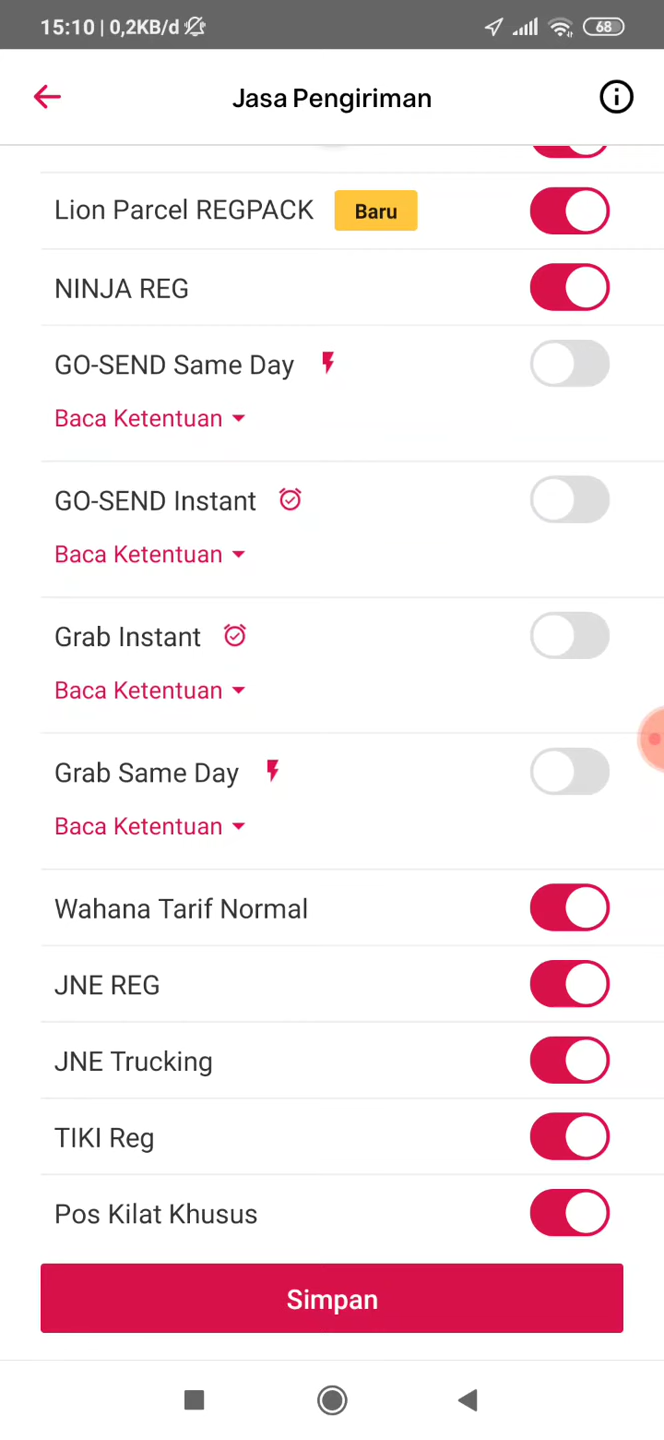 15:10 | 0,2KB/d
68
Jasa Pengiriman
Lion Parcel REGPACK Baru
NINJA REG
GO-SEND Same Day
Baca Ketentuan
GO-SEND Instant
Baca Ketentuan
Grab Instant
Baca Ketentuan
Grab Same Day
Baca Ketentuan
Wahana Tarif Normal
JNE REG
JNE Trucking
TIKI Reg
Pos Kilat Khusus
Simpan